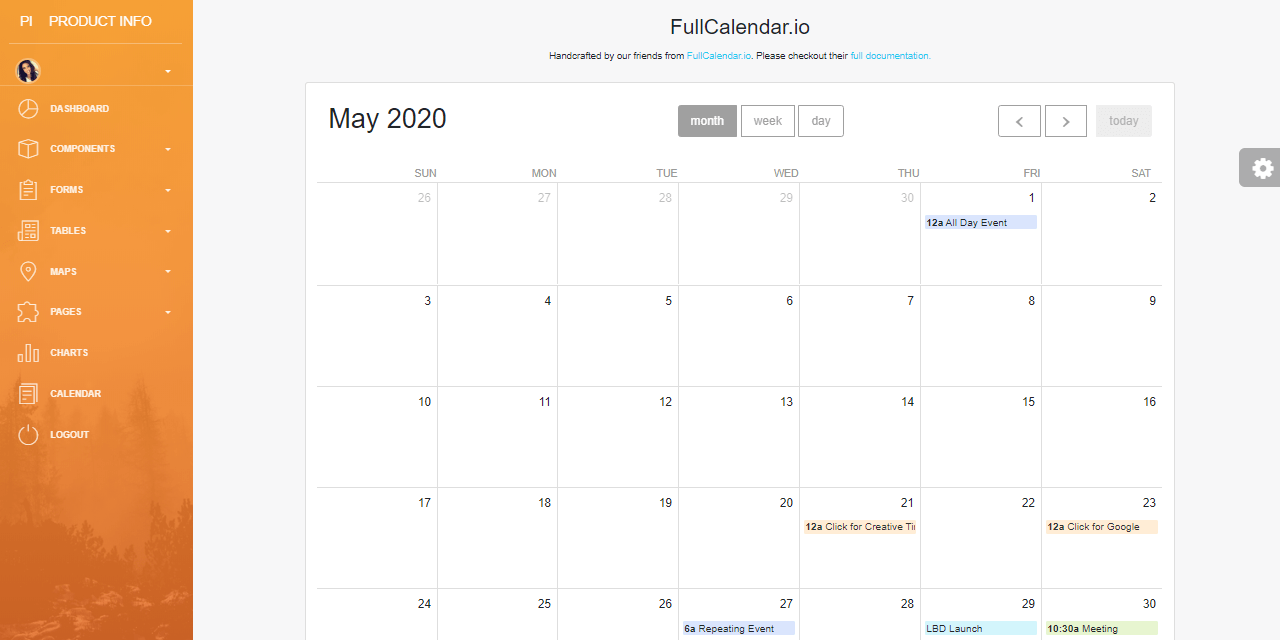 PI PRODUCT INFO
DASHBOARD
COMPONENTS
FORMS
TABLES
MAPS
PAGES
CHARTS
CALENDAR
LOGOUT
FullCalendar.io
Handcrafted by our friends from FullCalendar.io. Please checkout their full documentation.
May 2020
month week day
today
SUN MON TUE WED THU FRI SAT
26 27 28 29 30 1 2
12a All Day Event
3 4 5 6 7 8 9
10 11 12 13 14 15 16
17 18 19 20 21 22 23
12a Click for Creative Ti 12a Click for Google
24 25 26 27 28 29 30
6a Repeating Event LBD Launch 10:30a Meeting